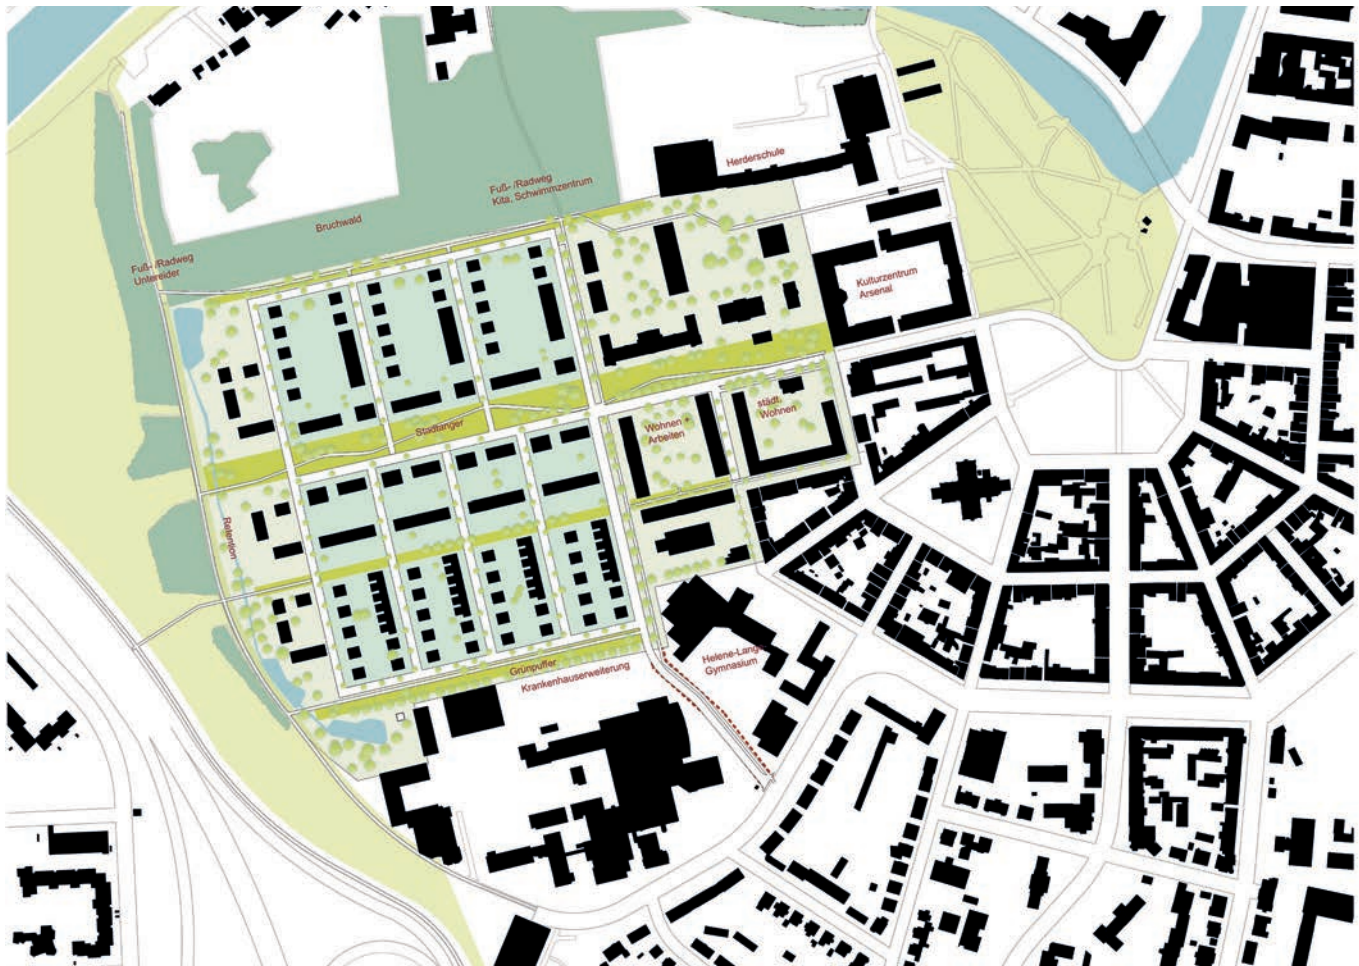 Herderschule
Fuß- /Radweg
Kita, Schwimmzentrum
Bruchwald
Fuß- /Radweg
Untereider
Kulturzentrum
Arsenal
städt.
Wohnen
Wohnen +
Arbeiten
Stadtanger
Retention
Grünpuffer
Krankenhauserweiterung
Helene-Lange-
Gymnasium